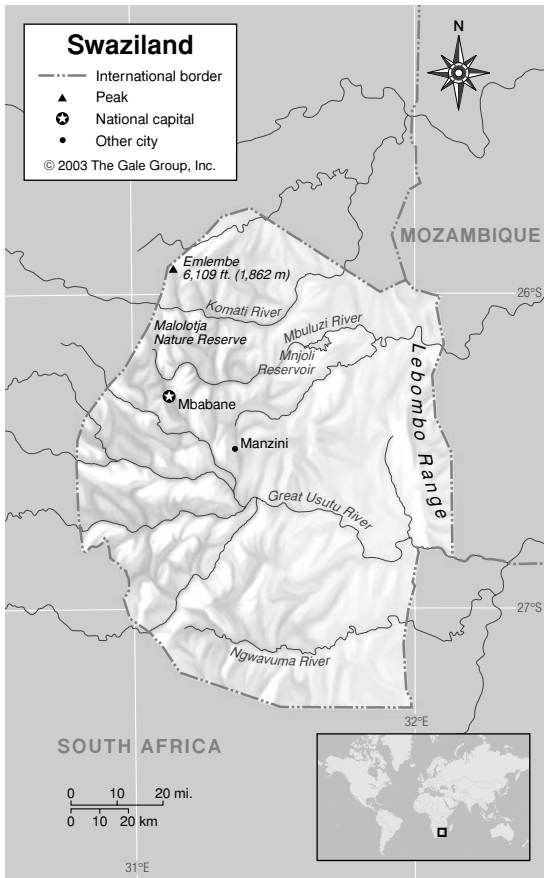 Swaziland
International border
Peak
National capital
Other city
© 2003 The Gale Group, Inc.
N
MOZAMBIQUE
Emlembe
6,109 ft. (1,862 m)
26°S
Komati River
Malolotja
Nature Reserve
Mbuluzi River
Mnjoli
Reservoir
Lebombo Range
Mbabane
Manzini
Great Usutu River
27°S
Ngwavuma River
32°E
SOUTH AFRICA
0 10 20 mi.
0 10 20 km
31°E